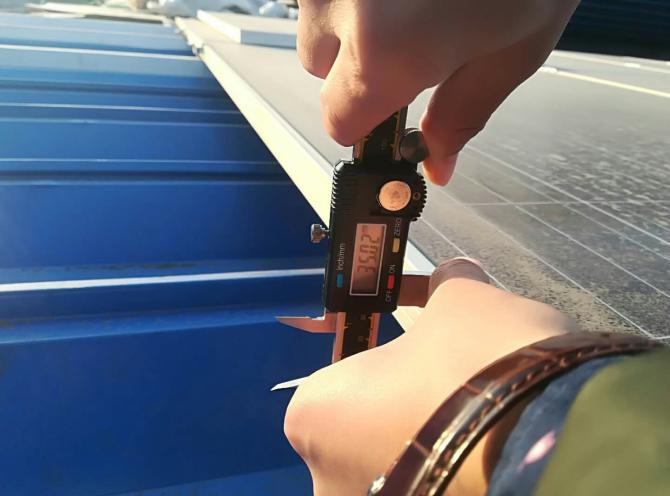 35.02
inch/mm
ZERO
OFF
ON